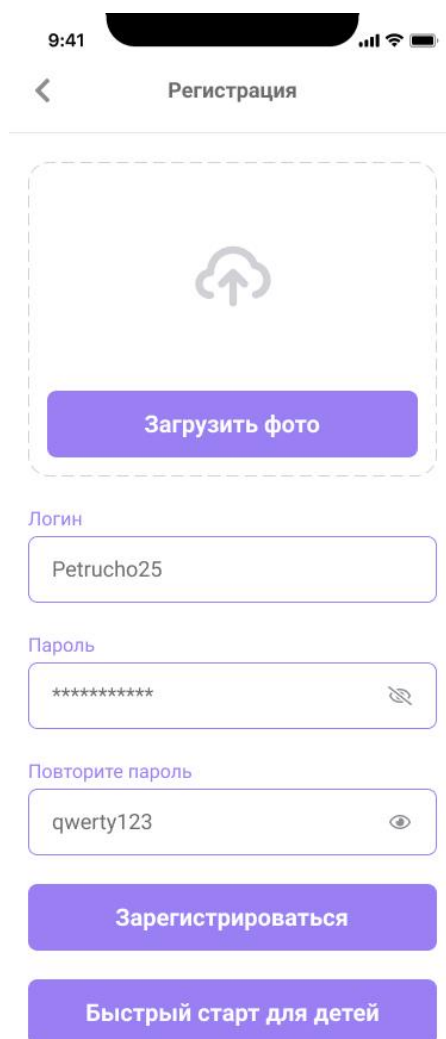 9:41
Регистрация
Загрузить фото
Логин
Petrucho25
Пароль
***********
Повторите пароль
qwerty123
Зарегистрироваться
Быстрый старт для детей